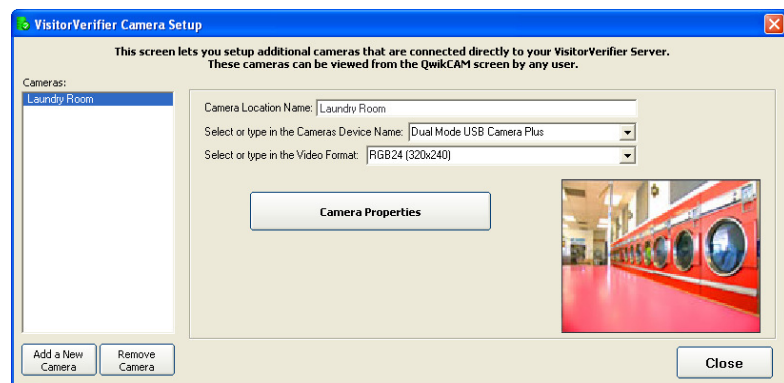 VisitorVerifier Camera Setup
This screen lets you setup additional cameras that are connected directly to your VisitorVerifier Server.
These cameras can be viewed from the QwikCAM screen by any user.
Cameras:
Laundry Room
Camera Location Name: Laundry Room
Select or type in the Cameras Device Name: Dual Mode USB Camera Plus
Select or type in the Video Format: RGB24 (320x240)
Camera Properties
Add a New
Camera
Remove
Camera
Close